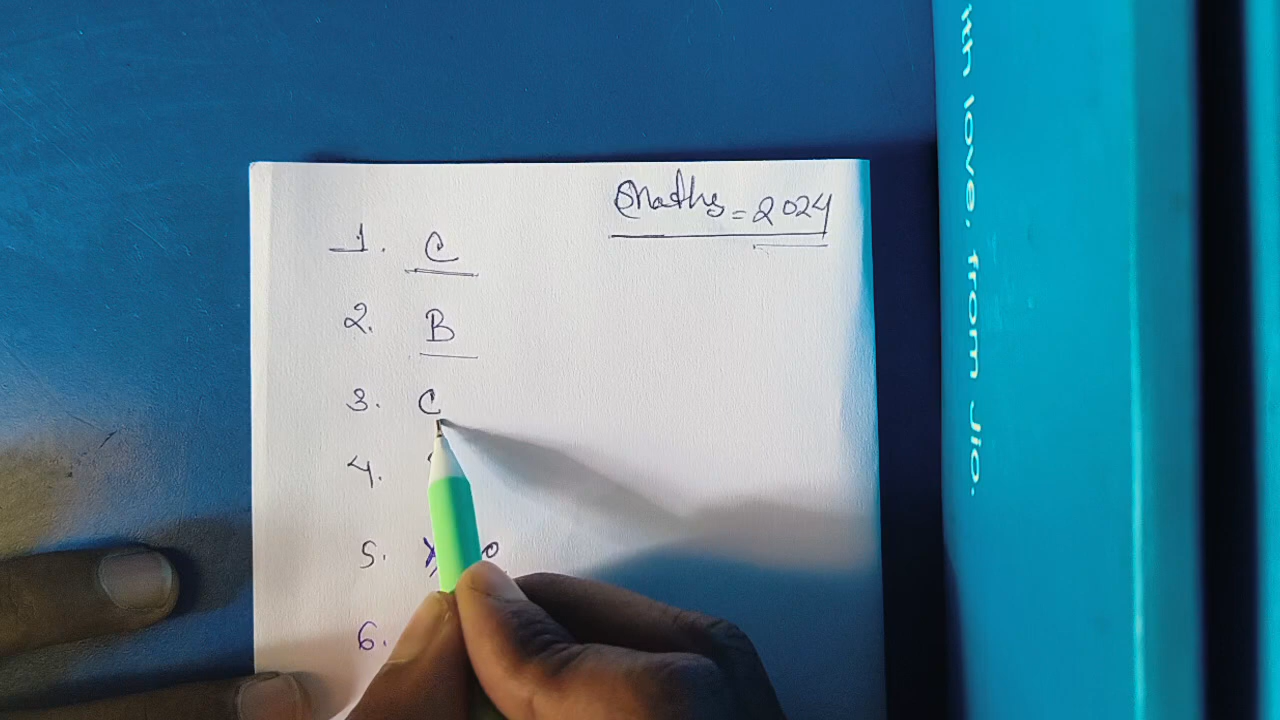 Maths = 2024
1. C
2. B
3. C
4.
5.
6.
with love, from Jio.